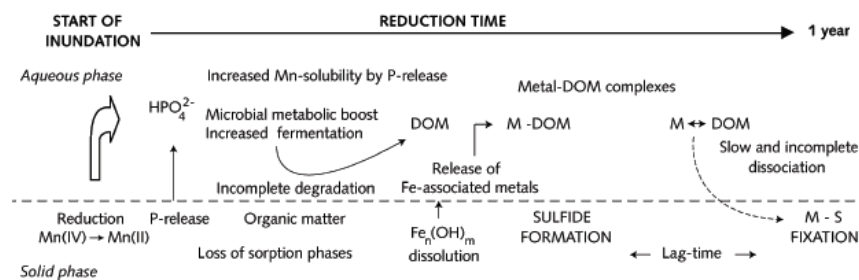 START OF
INUNDATION
REDUCTION TIME
1 year
Aqueous phase
Increased Mn-solubility by P-release
Metal-DOM complexes
HPO₄²⁻
Microbial metabolic boost
Increased fermentation
DOM
M -DOM
M ↔ DOM
Slow and incomplete
dissociation
Release of
Fe-associated metals
Incomplete degradation
Reduction
Mn(IV) → Mn(II)
P-release
Organic matter
Loss of sorption phases
Feₙ(OH)ₘ
dissolution
SULFIDE
FORMATION
← Lag-time →
M - S
FIXATION
Solid phase